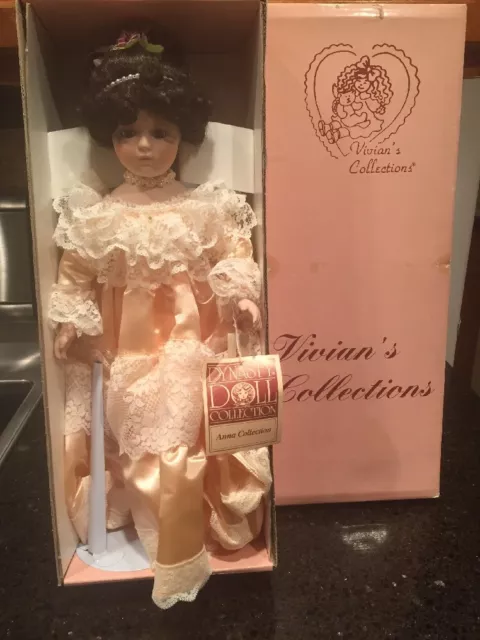 Vivian's
Collections®
Vivian's
Collections
DYNASTY
DOLL
COLLECTION
Anna Collection